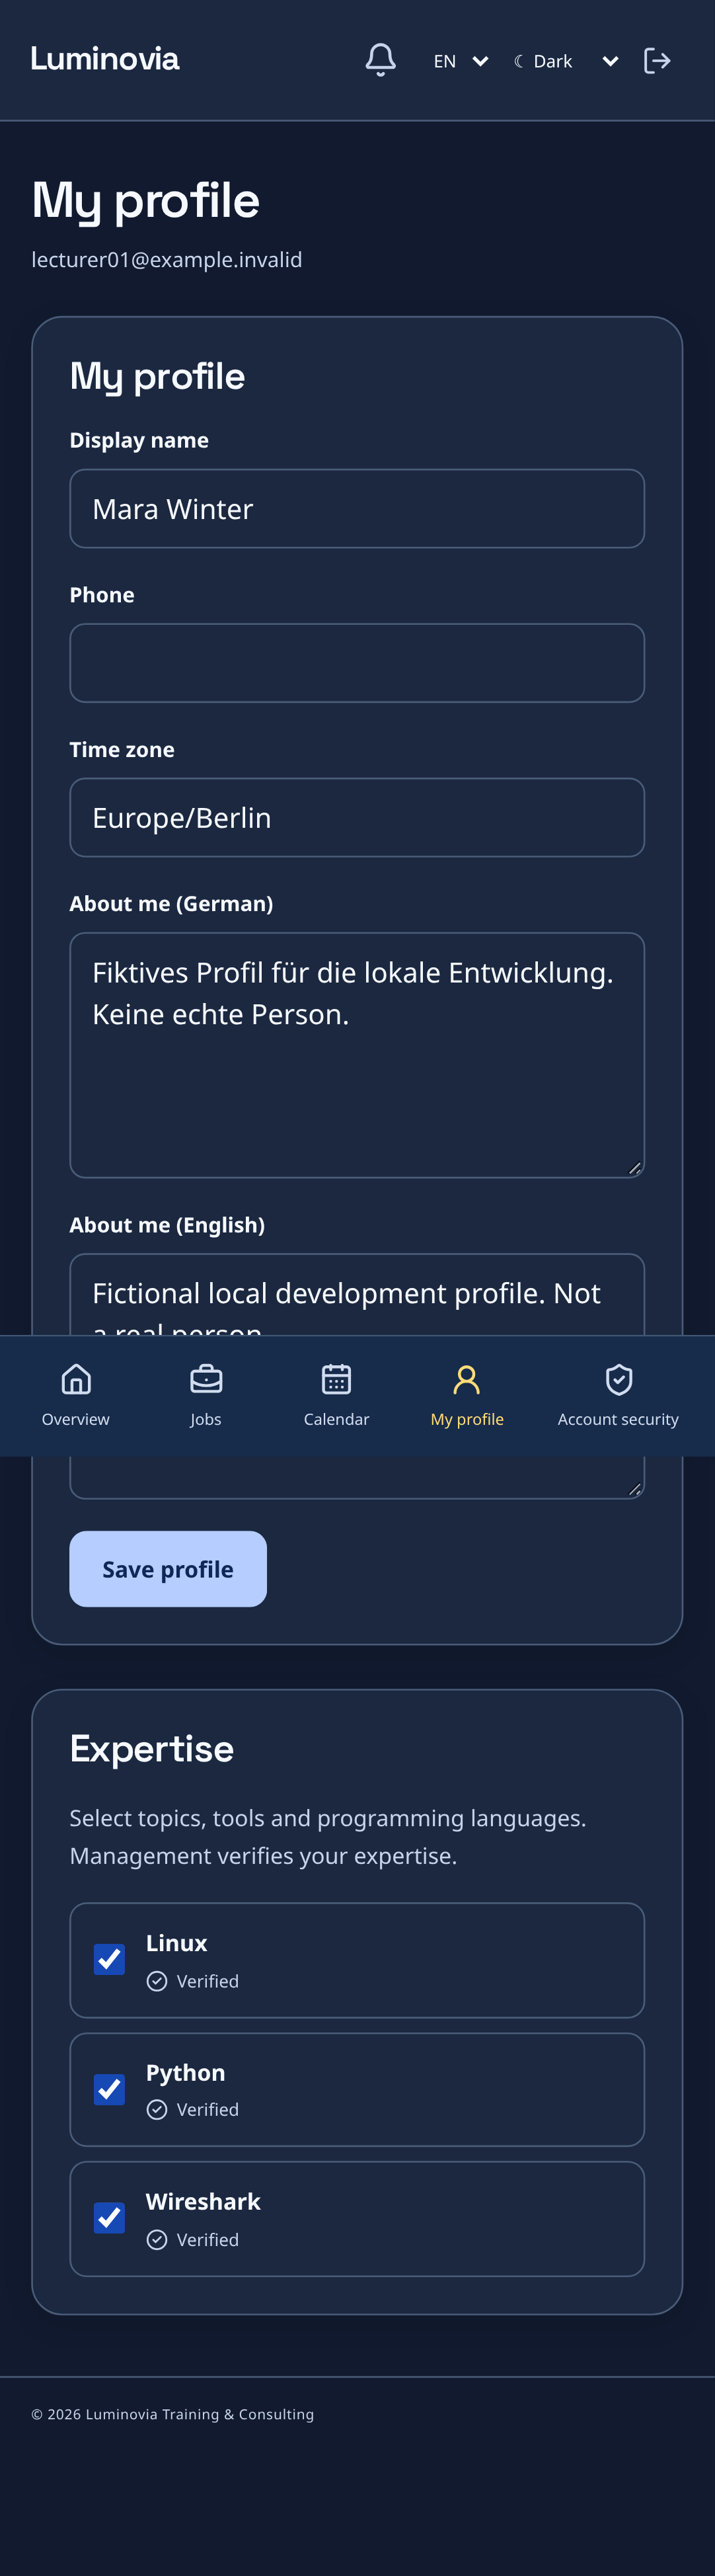 Luminovia
EN
☾ Dark
My profile
lecturer01@example.invalid
My profile
Display name
Mara Winter
Phone
Time zone
Europe/Berlin
About me (German)
Fiktives Profil für die lokale Entwicklung.
Keine echte Person.
About me (English)
Fictional local development profile. Not
a real person
Overview
Jobs
Calendar
My profile
Account security
Save profile
Expertise
Select topics, tools and programming languages.
Management verifies your expertise.
Linux
Verified
Python
Verified
Wireshark
Verified
© 2026 Luminovia Training & Consulting